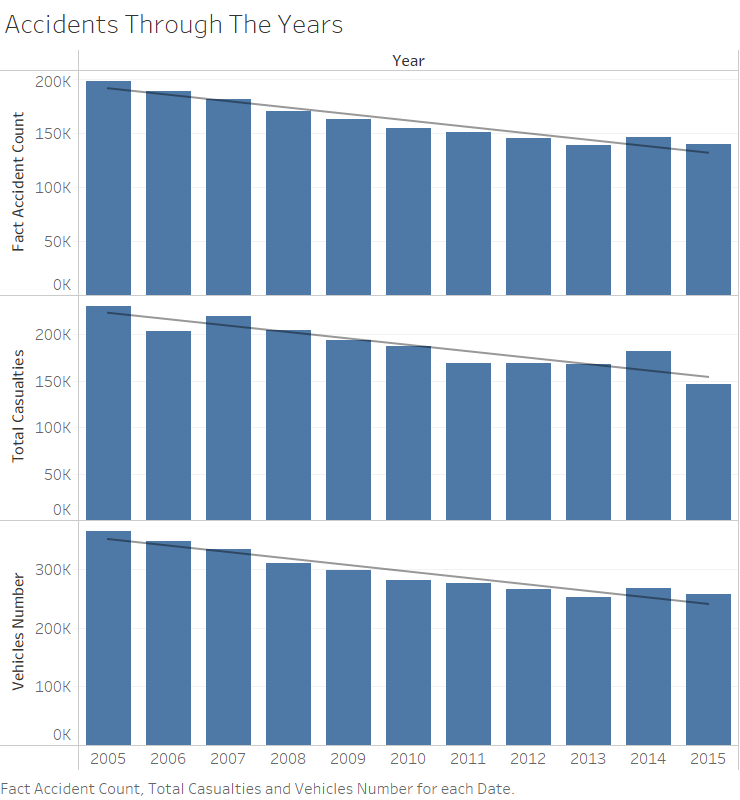 Accidents Through The Years
Year
Fact Accident Count
200K
150K
100K
50K
0K
Total Casualties
200K
150K
100K
50K
0K
Vehicles Number
300K
200K
100K
0K
2005 2006 2007 2008 2009 2010 2011 2012 2013 2014 2015
Fact Accident Count, Total Casualties and Vehicles Number for each Date.